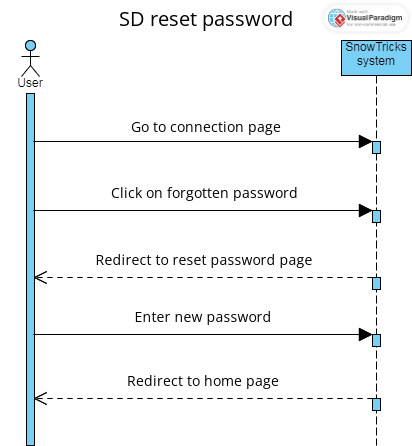 SD reset password
Made with
Visual Paradigm
For non-commercial use
User
SnowTricks
system
Go to connection page
Click on forgotten password
Redirect to reset password page
Enter new password
Redirect to home page